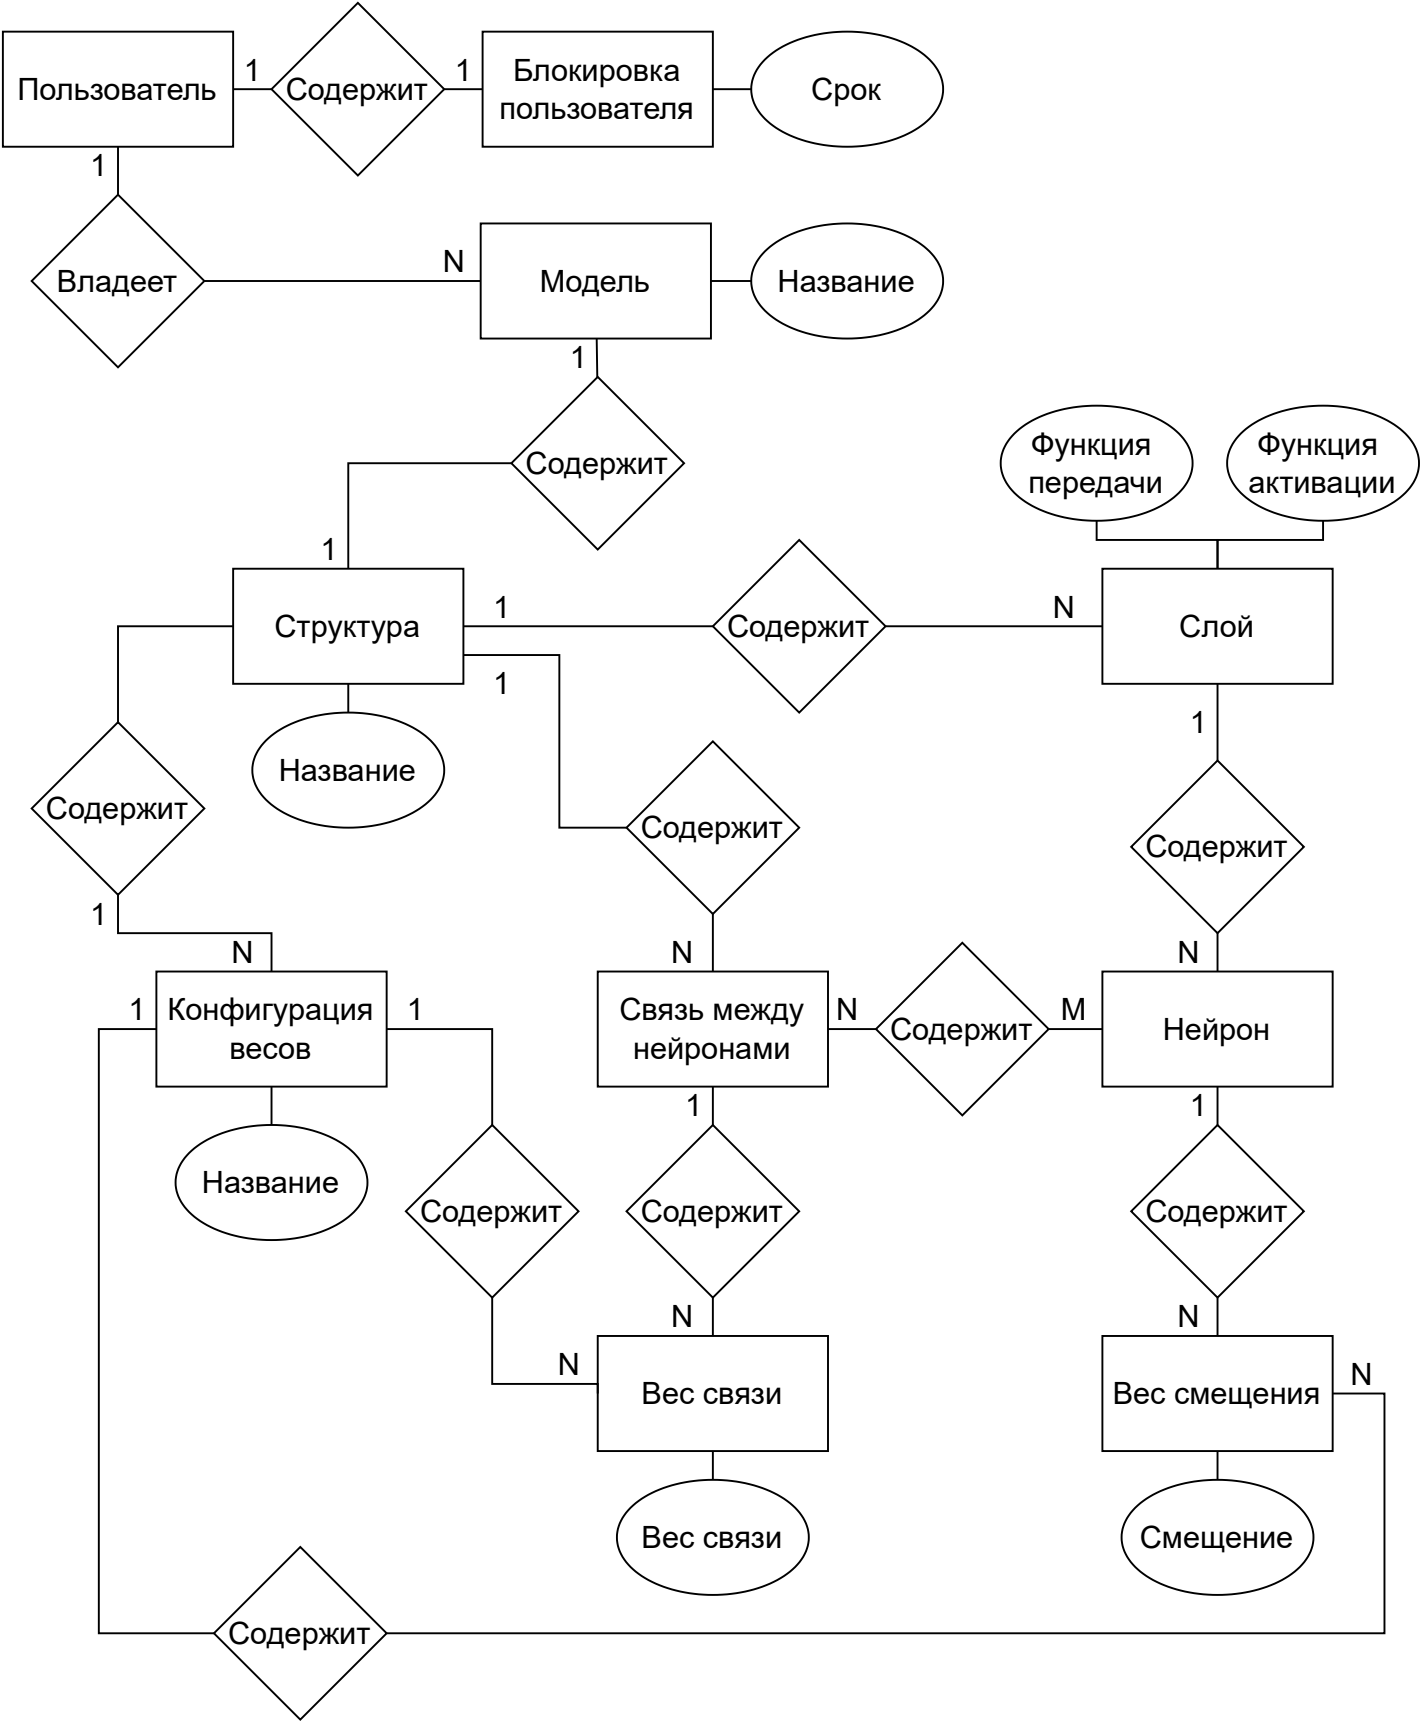 Пользователь
1
Содержит
1
Блокировка
пользователя
Срок
1
Владеет
N
Модель
Название
1
Содержит
1
Функция
передачи
Функция
активации
Структура
1
Содержит
N
Слой
1
Название
Содержит
1
N
Содержит
N
1
Содержит
N
1
Конфигурация
весов
1
Связь между
нейронами
N
Содержит
M
Нейрон
Название
Содержит
N
1
Содержит
N
1
Содержит
N
Вес связи
Вес смещения
N
Вес связи
Смещение
Содержит